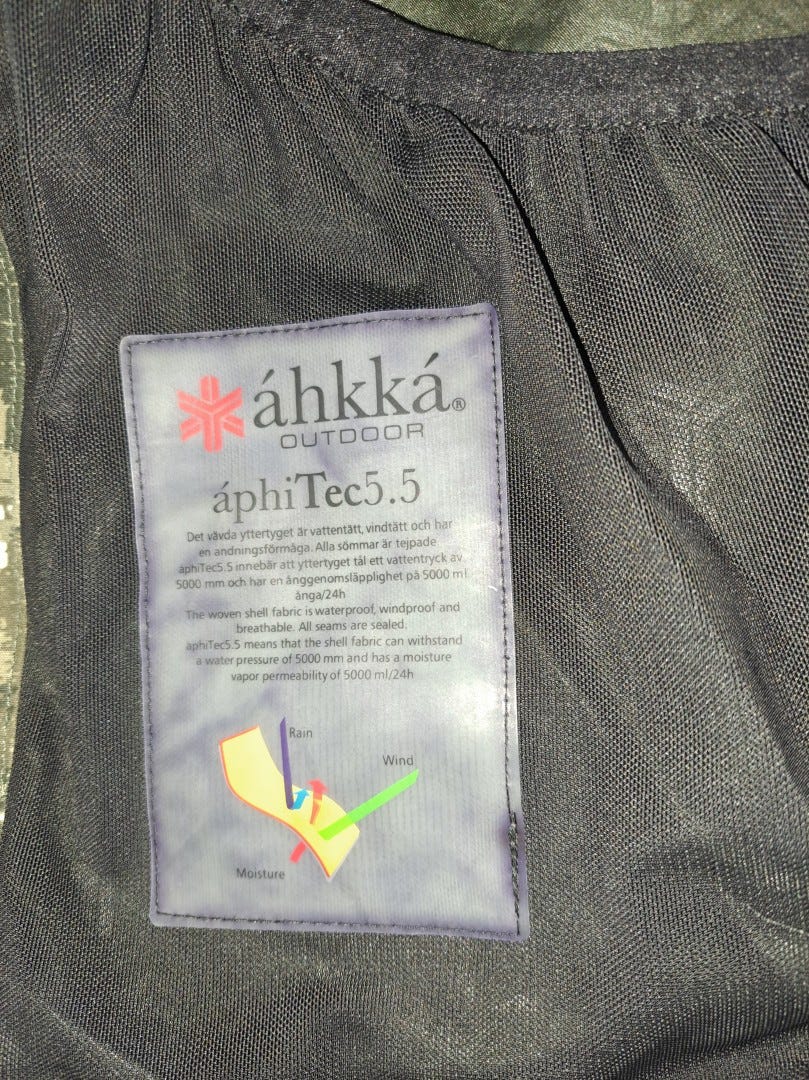 áhkká®
OUTDOOR
áphiTec5.5
Det vävda yttertyget är vattentätt, vindtätt och har
en andningsförmåga. Alla sömmar är tejpade
aphiTec5.5 innebär att yttertyget tål ett vattentryck av
5000 mm och har en ånggenomsläpplighet på 5000 ml
ånga/24h
The woven shell fabric is waterproof, windproof and
breathable. All seams are sealed.
aphiTec5.5 means that the shell fabric can withstand
a water pressure of 5000 mm and has a moisture
vapor permeability of 5000 ml/24h
Rain
Wind
Moisture